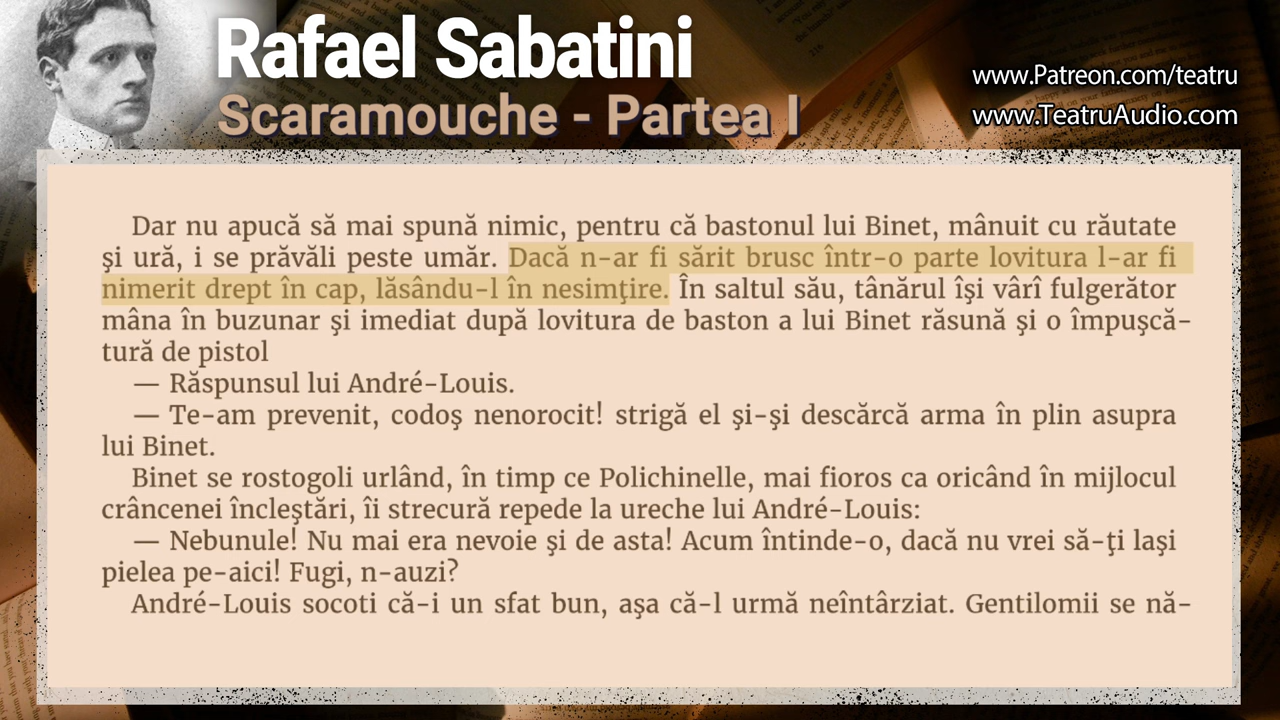 Rafael Sabatini
Scaramouche - Partea I
www.Patreon.com/teatru
www.TeatruAudio.com
Dar nu apucă să mai spună nimic, pentru că bastonul lui Binet, mânuit cu răutate
şi ură, i se prăvăli peste umăr. Dacă n-ar fi sărit brusc într-o parte lovitura l-ar fi
nimerit drept în cap, lăsându-l în nesimţire. În saltul său, tânărul îşi vârî fulgerător
mâna în buzunar şi imediat după lovitura de baston a lui Binet răsună şi o împuşcă-
tură de pistol
— Răspunsul lui André-Louis.
— Te-am prevenit, codoş nenorocit! strigă el şi-şi descărcă arma în plin asupra
lui Binet.
Binet se rostogoli urlând, în timp ce Polichinelle, mai fioros ca oricând în mijlocul
crâncenei încleştări, îi strecură repede la ureche lui André-Louis:
— Nebunule! Nu mai era nevoie şi de asta! Acum întinde-o, dacă nu vrei să-ţi laşi
pielea pe-aici! Fugi, n-auzi?
André-Louis socoti că-i un sfat bun, aşa că-l urmă neîntârziat. Gentilomii se nă-